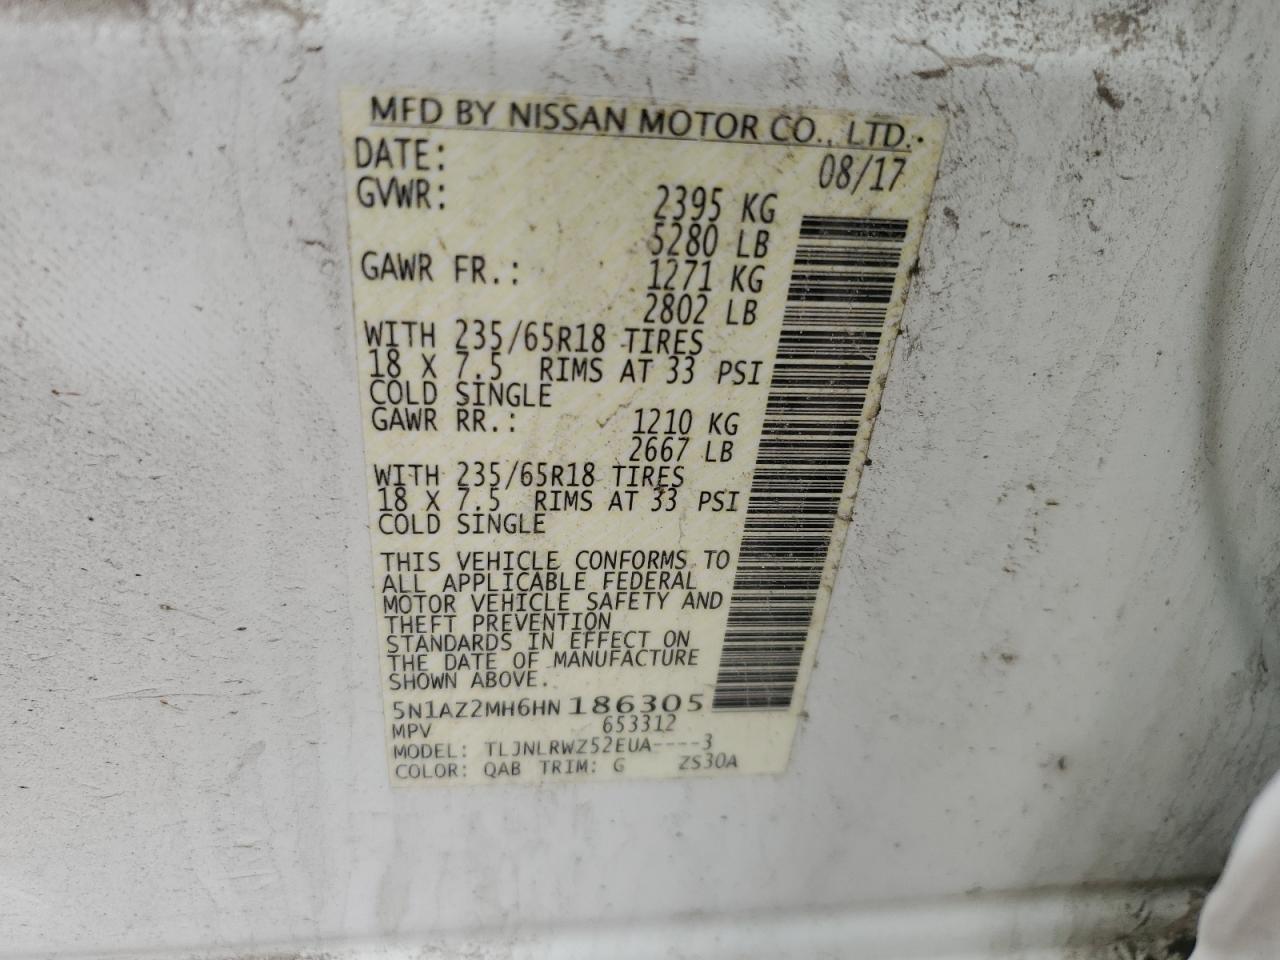 MFD BY NISSAN MOTOR CO., LTD.
DATE: 08/17
GVWR: 2395 KG
5280 LB
GAWR FR.: 1271 KG
2802 LB
WITH 235/65R18 TIRES
18 X 7.5 RIMS AT 33 PSI
COLD SINGLE
GAWR RR.: 1210 KG
2667 LB
WITH 235/65R18 TIRES
18 X 7.5 RIMS AT 33 PSI
COLD SINGLE
THIS VEHICLE CONFORMS TO
ALL APPLICABLE FEDERAL
MOTOR VEHICLE SAFETY AND
THEFT PREVENTION
STANDARDS IN EFFECT ON
THE DATE OF MANUFACTURE
SHOWN ABOVE.
5N1AZ2MH6HN186305
MPV 653312
MODEL: TLJNLRWZ52EUA----3
COLOR: QAB TRIM: G ZS30A